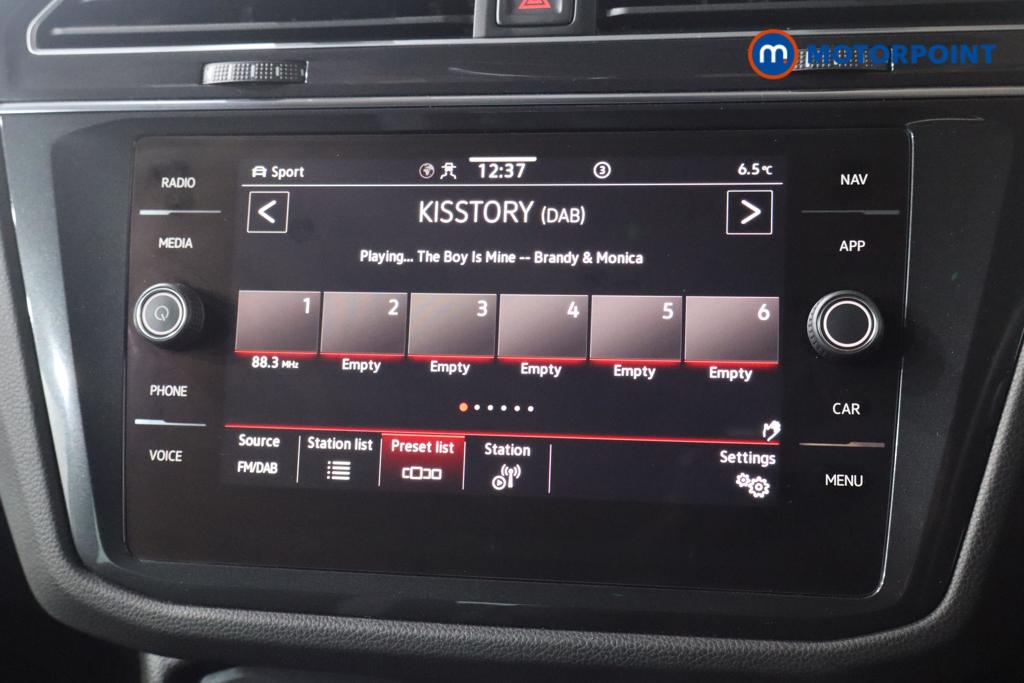 m MOTORPOINT
RADIO
MEDIA
PHONE
VOICE
Sport 12:37 3 6.5°C
KISSTORY (DAB)
Playing... The Boy Is Mine -- Brandy & Monica
1 2 3 4 5 6
88.3 MHz Empty Empty Empty Empty Empty
Source Station list Preset list Station Settings
FM/DAB
NAV
APP
CAR
MENU